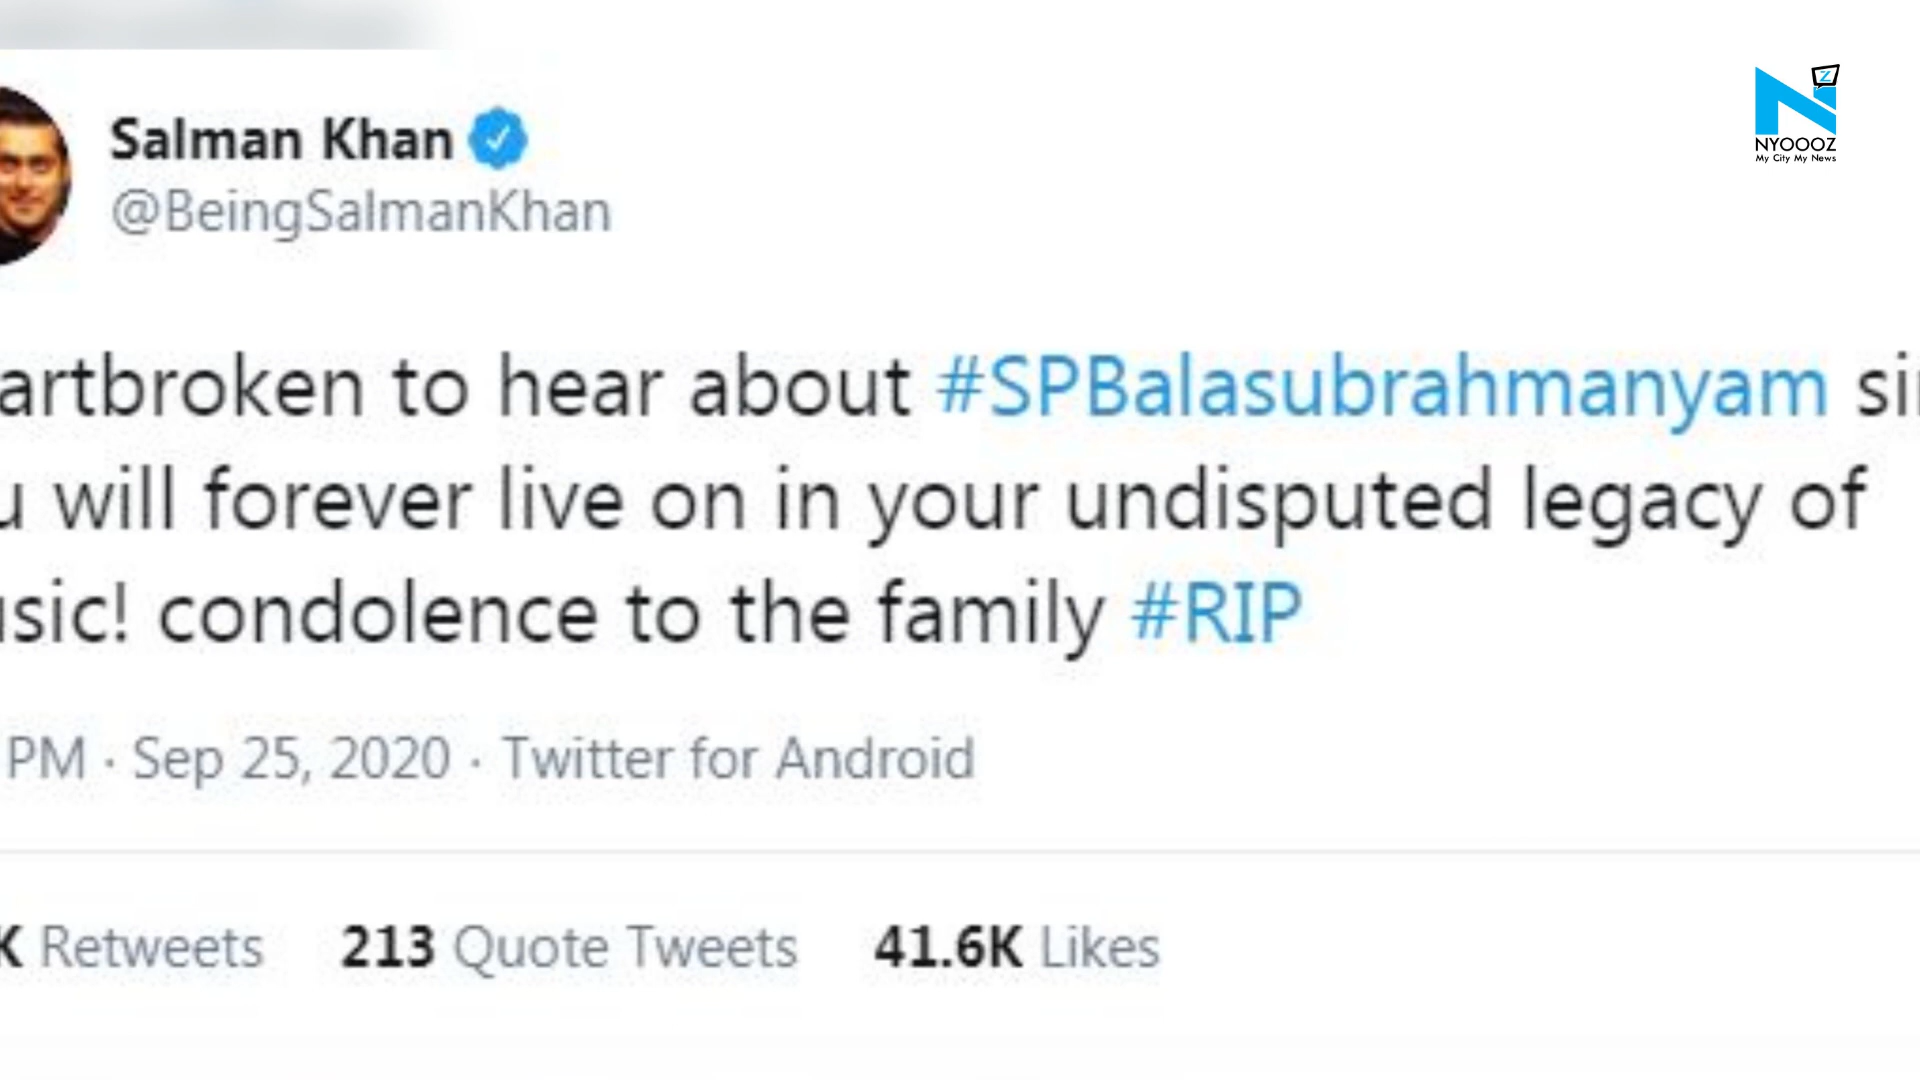 Salman Khan
@BeingSalmanKhan
Z
NYOOOZ
My City My News
artbroken to hear about #SPBalasubrahmanyam si
u will forever live on in your undisputed legacy of
usic! condolence to the family #RIP
PM · Sep 25, 2020 · Twitter for Android
K Retweets 213 Quote Tweets 41.6K Likes